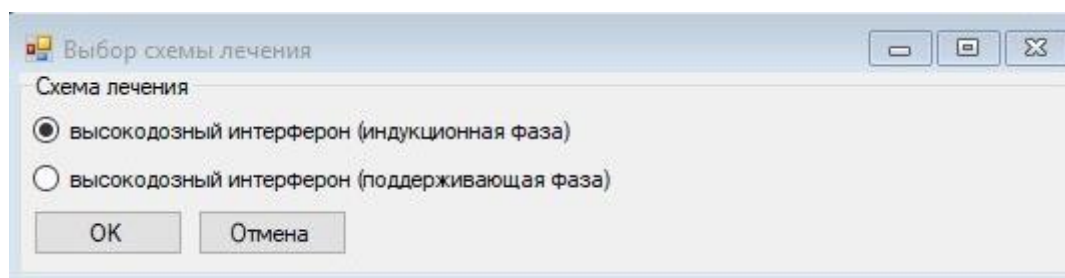 Выбор схемы лечения
Схема лечения
высокодозный интерферон (индукционная фаза)
высокодозный интерферон (поддерживающая фаза)
OK Отмена